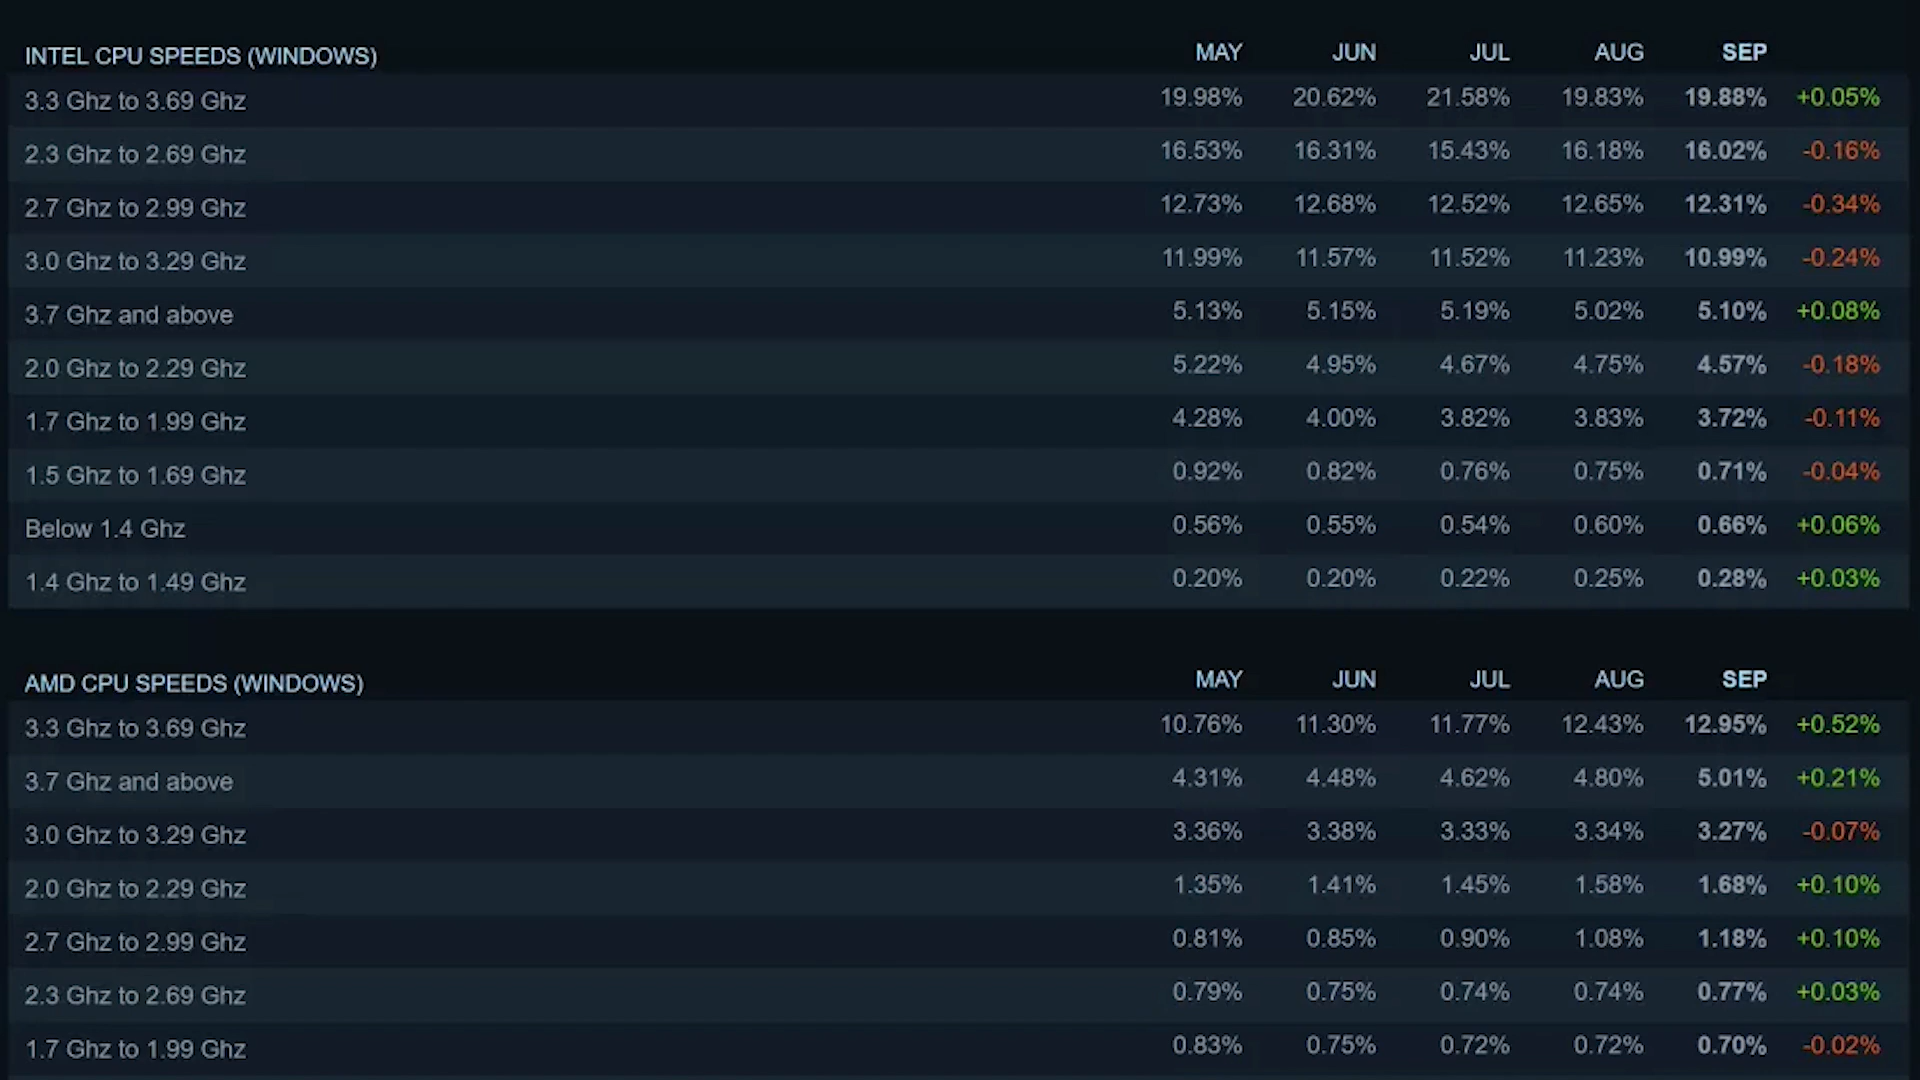 INTEL CPU SPEEDS (WINDOWS) MAY JUN JUL AUG SEP
3.3 Ghz to 3.69 Ghz 19.98% 20.62% 21.58% 19.83% 19.88% +0.05%
2.3 Ghz to 2.69 Ghz 16.53% 16.31% 15.43% 16.18% 16.02% -0.16%
2.7 Ghz to 2.99 Ghz 12.73% 12.68% 12.52% 12.65% 12.31% -0.34%
3.0 Ghz to 3.29 Ghz 11.99% 11.57% 11.52% 11.23% 10.99% -0.24%
3.7 Ghz and above 5.13% 5.15% 5.19% 5.02% 5.10% +0.08%
2.0 Ghz to 2.29 Ghz 5.22% 4.95% 4.67% 4.75% 4.57% -0.18%
1.7 Ghz to 1.99 Ghz 4.28% 4.00% 3.82% 3.83% 3.72% -0.11%
1.5 Ghz to 1.69 Ghz 0.92% 0.82% 0.76% 0.75% 0.71% -0.04%
Below 1.4 Ghz 0.56% 0.55% 0.54% 0.60% 0.66% +0.06%
1.4 Ghz to 1.49 Ghz 0.20% 0.20% 0.22% 0.25% 0.28% +0.03%
AMD CPU SPEEDS (WINDOWS) MAY JUN JUL AUG SEP
3.3 Ghz to 3.69 Ghz 10.76% 11.30% 11.77% 12.43% 12.95% +0.52%
3.7 Ghz and above 4.31% 4.48% 4.62% 4.80% 5.01% +0.21%
3.0 Ghz to 3.29 Ghz 3.36% 3.38% 3.33% 3.34% 3.27% -0.07%
2.0 Ghz to 2.29 Ghz 1.35% 1.41% 1.45% 1.58% 1.68% +0.10%
2.7 Ghz to 2.99 Ghz 0.81% 0.85% 0.90% 1.08% 1.18% +0.10%
2.3 Ghz to 2.69 Ghz 0.79% 0.75% 0.74% 0.74% 0.77% +0.03%
1.7 Ghz to 1.99 Ghz 0.83% 0.75% 0.72% 0.72% 0.70% -0.02%